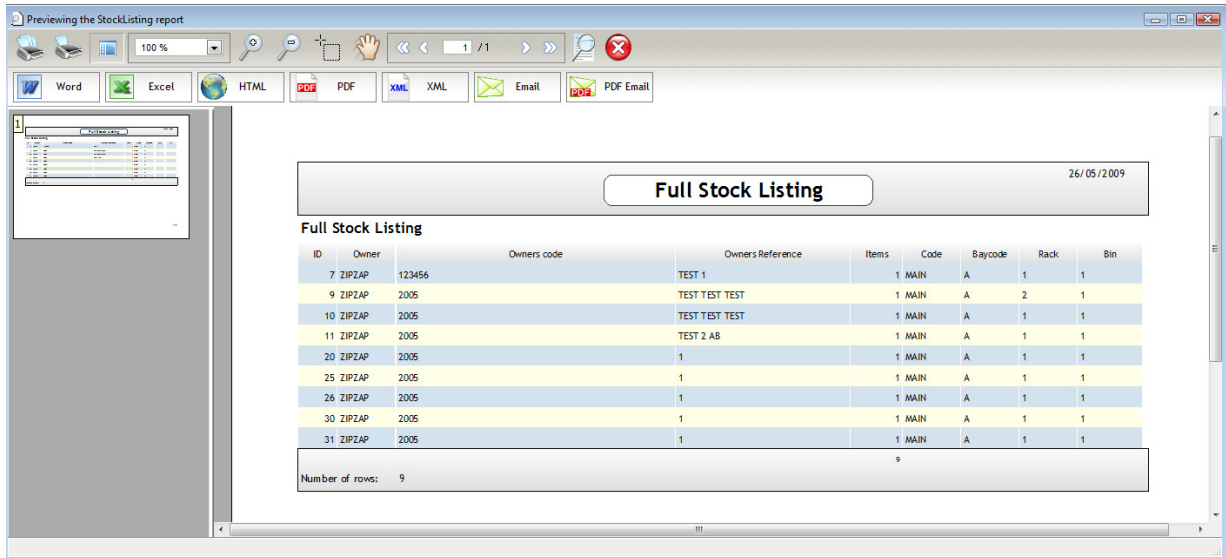 Previewing the StockListing report
100 % 1 /1
Word Excel HTML PDF PDF XML XML Email PDF PDF Email
1
26/05/2009
Full Stock Listing
Full Stock Listing
ID Owner Owners code Owners Reference Items Code Baycode Rack Bin
7 ZIPZAP 123456 TEST 1 1 MAIN A 1 1
9 ZIPZAP 2005 TEST TEST TEST 1 MAIN A 2 1
10 ZIPZAP 2005 TEST TEST TEST 1 MAIN A 1 1
11 ZIPZAP 2005 TEST 2 AB 1 MAIN A 1 1
20 ZIPZAP 2005 1 1 MAIN A 1 1
25 ZIPZAP 2005 1 1 MAIN A 1 1
26 ZIPZAP 2005 1 1 MAIN A 1 1
30 ZIPZAP 2005 1 1 MAIN A 1 1
31 ZIPZAP 2005 1 1 MAIN A 1 1
9
Number of rows: 9